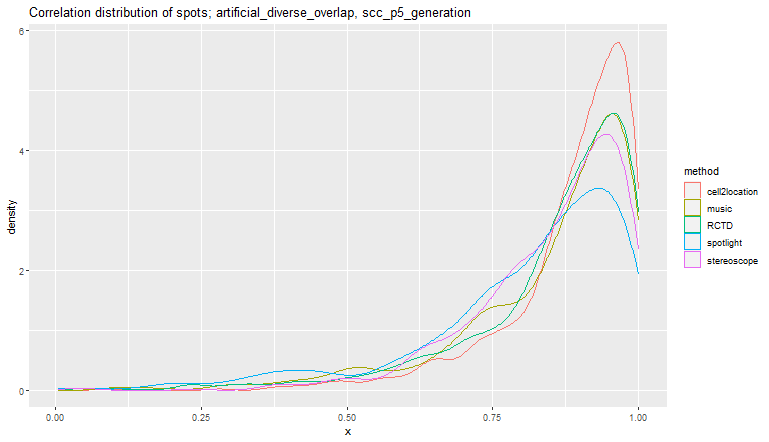 Correlation distribution of spots; artificial_diverse_overlap, scc_p5_generation
6
4
2
0
density
0.00 0.25 0.50 0.75 1.00
x
method
cell2location
music
RCTD
spotlight
stereoscope